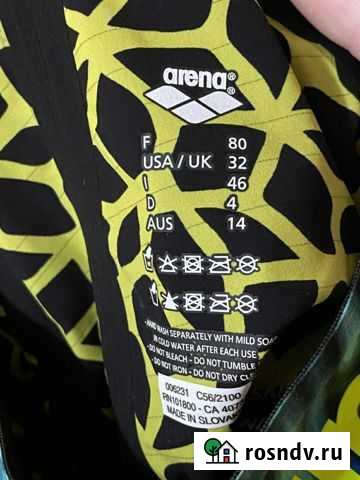 arena®
F 80
USA / UK 32
I 46
D 4
AUS 14
- HAND WASH SEPARATELY WITH MILD SOAP
IN COLD WATER AFTER EACH USE
DO NOT BLEACH - DO NOT TUMBLE
DO NOT IRON - DO NOT DRY CLE
006231 C56/2100
MADE IN SLOVAK
rosndv.ru